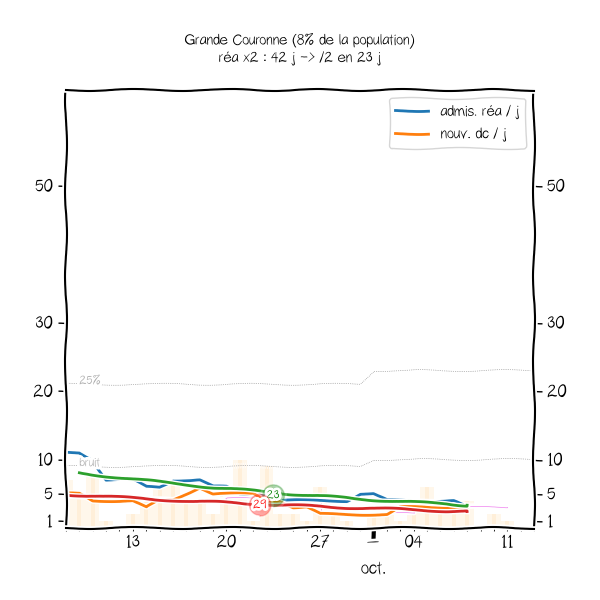 Grande Couronne (8% de la population)
réa x2 : 42 j -> /2 en 23 j
admis. réa / j
nouv. dc / j
50 50
30 30
20 20
25%
10 10
bruit
5 5
23
29
1 1
13 20 27 1 04 11
oct.